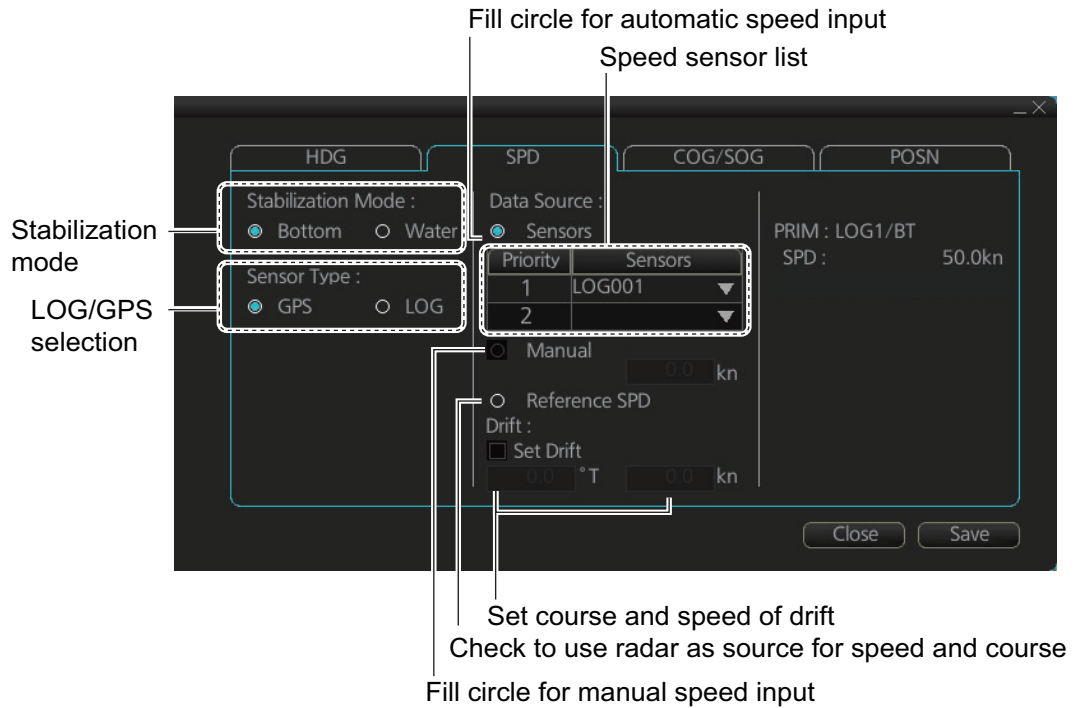 Fill circle for automatic speed input
Speed sensor list
HDG
SPD
COG/SOG
POSN
Stabilization Mode :
Bottom
Water
Sensor Type :
GPS
LOG
Stabilization
mode
LOG/GPS
selection
Data Source :
Sensors
Priority
Sensors
1
LOG001
2
Manual
0.0 kn
Reference SPD
Drift :
Set Drift
0.0 °T
0.0 kn
PRIM : LOG1/BT
SPD : 50.0kn
Close
Save
Set course and speed of drift
Check to use radar as source for speed and course
Fill circle for manual speed input